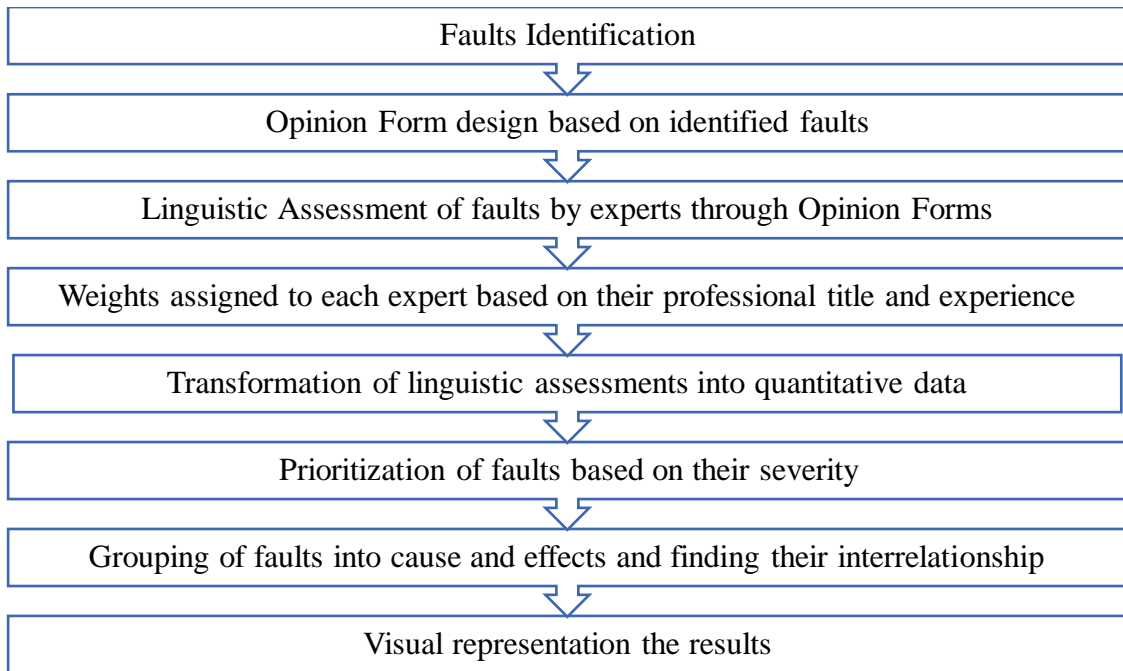 Faults Identification
Opinion Form design based on identified faults
Linguistic Assessment of faults by experts through Opinion Forms
Weights assigned to each expert based on their professional title and experience
Transformation of linguistic assessments into quantitative data
Prioritization of faults based on their severity
Grouping of faults into cause and effects and finding their interrelationship
Visual representation the results